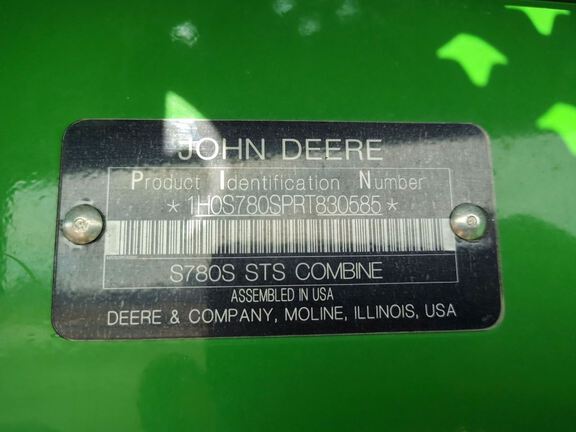 JOHN DEERE
Product Identification Number
*1H0S780SPRT830585*
S780S STS COMBINE
ASSEMBLED IN USA
DEERE & COMPANY, MOLINE, ILLINOIS, USA